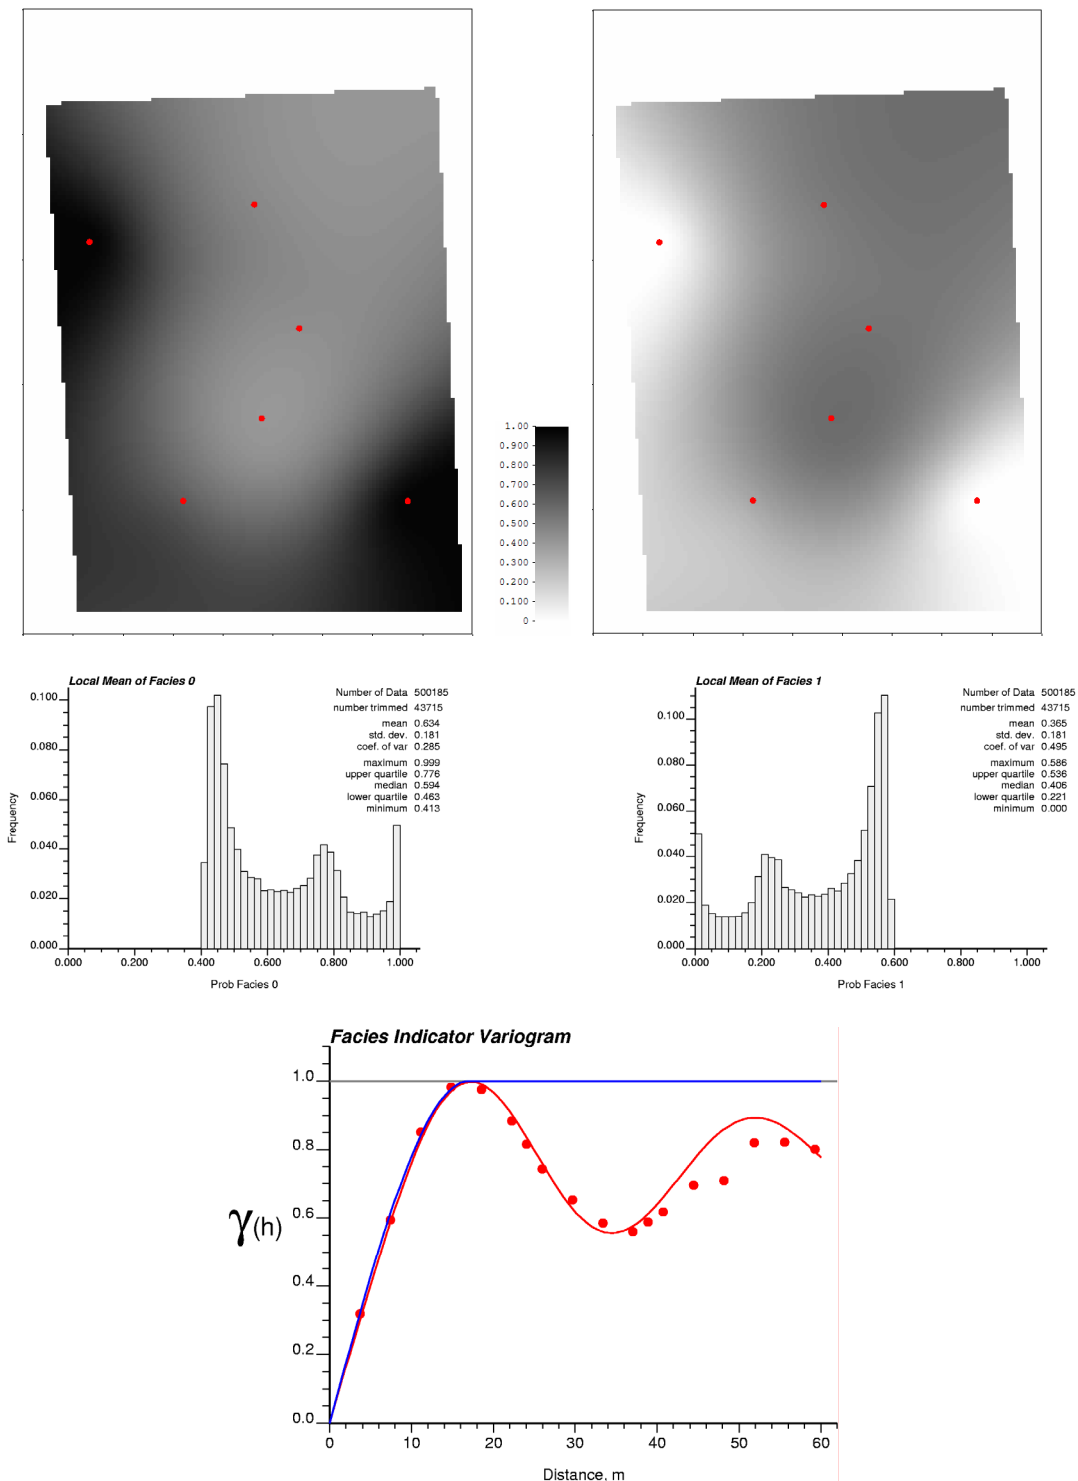 1.00
0.900
0.800
0.700
0.600
0.500
0.400
0.300
0.200
0.100
0
Local Mean of Facies 0
Number of Data 500185
number trimmed 43715
mean 0.634
std. dev. 0.181
coef. of var 0.285
maximum 0.999
upper quartile 0.776
median 0.594
lower quartile 0.463
minimum 0.413
Frequency
0.100
0.080
0.060
0.040
0.020
0.000
0.000 0.200 0.400 0.600 0.800 1.000
Prob Facies 0
Local Mean of Facies 1
Number of Data 500185
number trimmed 43715
mean 0.365
std. dev. 0.181
coef. of var 0.495
maximum 0.586
upper quartile 0.536
median 0.406
lower quartile 0.221
minimum 0.000
Frequency
0.100
0.080
0.060
0.040
0.020
0.000
0.000 0.200 0.400 0.600 0.800 1.000
Prob Facies 1
Facies Indicator Variogram
γ(h)
1.0
0.8
0.6
0.4
0.2
0.0
0 10 20 30 40 50 60
Distance, m